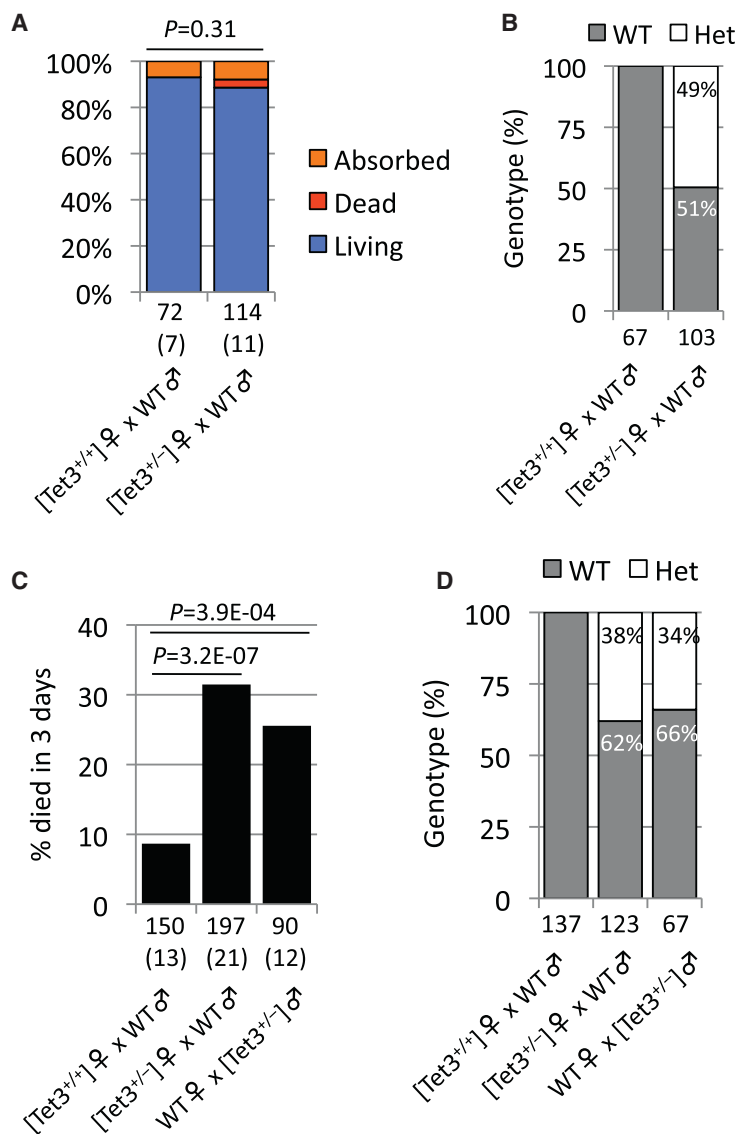 A
P=0.31
100%
80%
60%
40%
20%
0%
Absorbed
Dead
Living
72
(7)
114
(11)
[Tet3+/+]♀ x WT♂
[Tet3+/−]♀ x WT♂
B
WT
Het
Genotype (%)
100
75
50
25
0
49%
51%
67
103
[Tet3+/+]♀ x WT♂
[Tet3+/−]♀ x WT♂
C
P=3.9E-04
P=3.2E-07
% died in 3 days
40
30
20
10
0
150
(13)
197
(21)
90
(12)
[Tet3+/+]♀ x WT♂
[Tet3+/−]♀ x WT♂
WT♀ x [Tet3+/−]♂
D
WT
Het
Genotype (%)
100
75
50
25
0
38%
34%
62%
66%
137
123
67
[Tet3+/+]♀ x WT♂
[Tet3+/−]♀ x WT♂
WT♀ x [Tet3+/−]♂